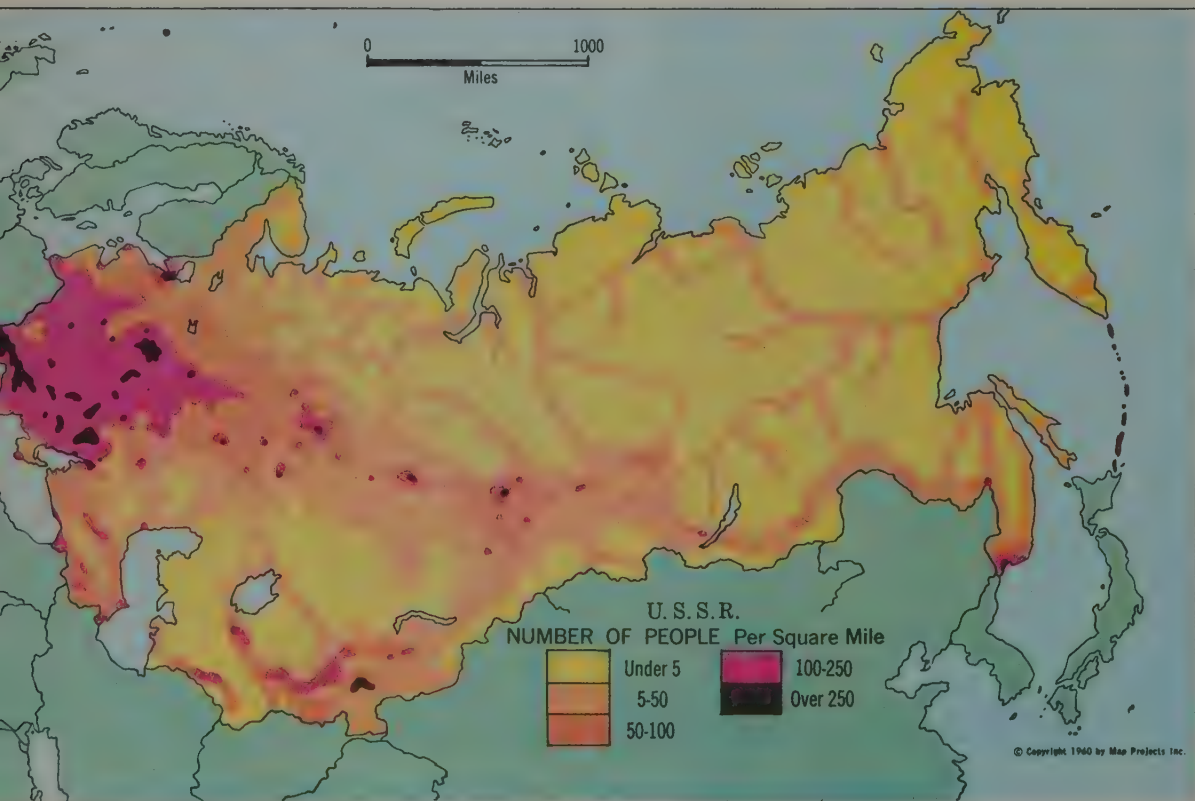 0 1000
Miles
U.S.S.R.
NUMBER OF PEOPLE Per Square Mile
Under 5
5-50
50-100
100-250
Over 250
© Copyright 1960 by Map Projects Inc.